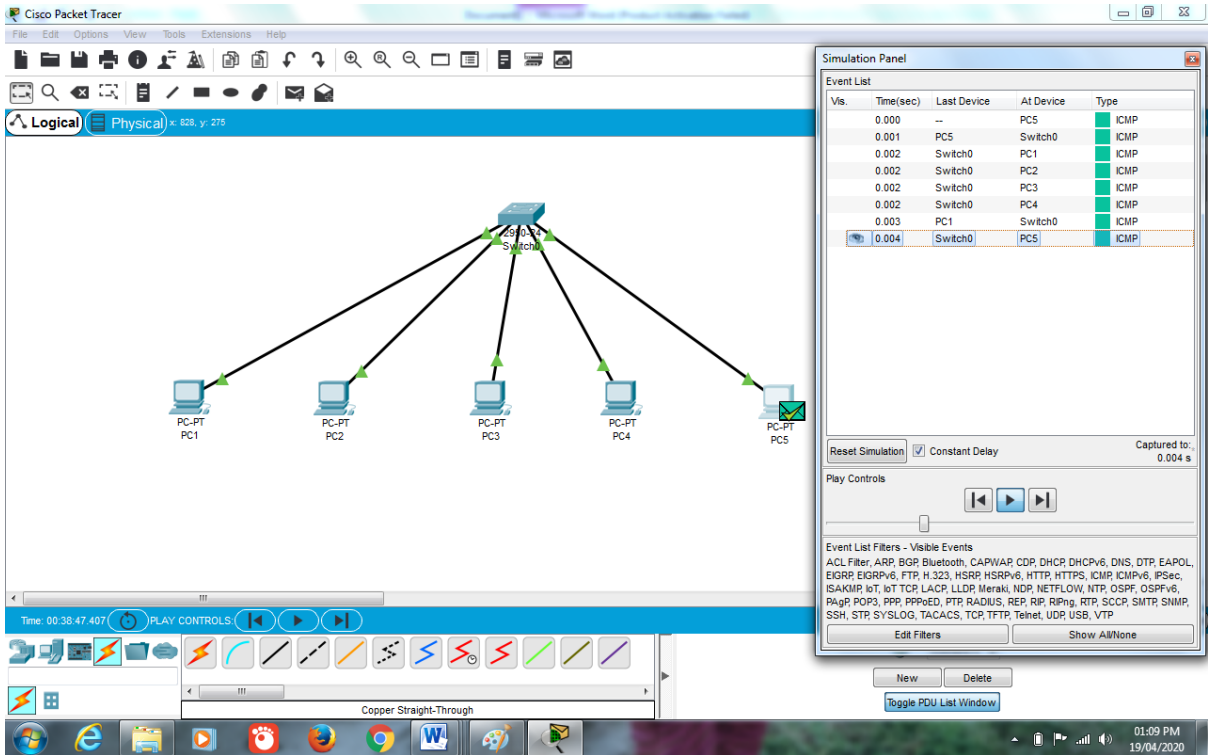 Cisco Packet Tracer
File Edit Options View Tools Extensions Help
Logical Physical x: 828, y: 275
2950-24
Switch0
PC-PT
PC1
PC-PT
PC2
PC-PT
PC3
PC-PT
PC4
PC-PT
PC5
Time: 00:38:47.407 PLAY CONTROLS:
Copper Straight-Through
Simulation Panel
Event List
Vis. Time(sec) Last Device At Device Type
0.000 -- PC5 ICMP
0.001 PC5 Switch0 ICMP
0.002 Switch0 PC1 ICMP
0.002 Switch0 PC2 ICMP
0.002 Switch0 PC3 ICMP
0.002 Switch0 PC4 ICMP
0.003 PC1 Switch0 ICMP
0.004 Switch0 PC5 ICMP
Reset Simulation Constant Delay Captured to:
0.004 s
Play Controls
Event List Filters - Visible Events
ACL Filter, ARP, BGP, Bluetooth, CAPWAP, CDP, DHCP, DHCPv6, DNS, DTP, EAPOL,
EIGRP, EIGRPv6, FTP, H.323, HSRP, HSRPv6, HTTP, HTTPS, ICMP, ICMPv6, IPSec,
ISAKMP, IoT, IoT TCP, LACP, LLDP, Meraki, NDP, NETFLOW, NTP, OSPF, OSPFv6,
PAgP, POP3, PPP, PPPoED, PTP, RADIUS, REP, RIP, RIPng, RTP, SCCP, SMTP, SNMP,
SSH, STP, SYSLOG, TACACS, TCP, TFTP, Telnet, UDP, USB, VTP
Edit Filters Show All/None
New Delete
Toggle PDU List Window
01:09 PM
19/04/2020